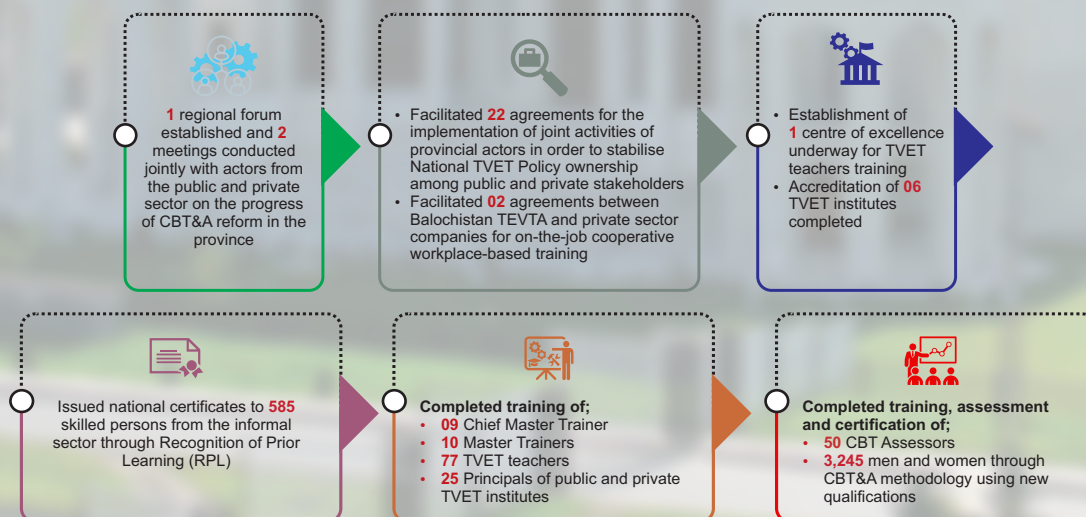 1 regional forum
established and 2
meetings conducted
jointly with actors from
the public and private
sector on the progress
of CBT&A reform in the
province
• Facilitated 22 agreements for the
implementation of joint activities of
provincial actors in order to stabilise
National TVET Policy ownership
among public and private stakeholders
• Facilitated 02 agreements between
Balochistan TEVTA and private sector
companies for on-the-job cooperative
workplace-based training
• Establishment of
1 centre of excellence
underway for TVET
teachers training
• Accreditation of 06
TVET institutes
completed
Issued national certificates to 585
skilled persons from the informal
sector through Recognition of Prior
Learning (RPL)
Completed training of;
• 09 Chief Master Trainer
• 10 Master Trainers
• 77 TVET teachers
• 25 Principals of public and private
TVET institutes
Completed training, assessment
and certification of;
• 50 CBT Assessors
• 3,245 men and women through
CBT&A methodology using new
qualifications